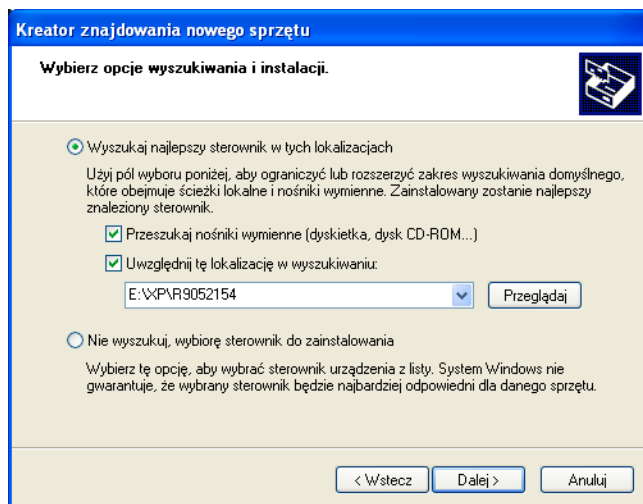 Kreator znajdowania nowego sprzętu
Wybierz opcje wyszukiwania i instalacji.
Wyszukaj najlepszy sterownik w tych lokalizacjach
Użyj pól wyboru poniżej, aby ograniczyć lub rozszerzyć zakres wyszukiwania domyślnego,
które obejmuje ścieżki lokalne i nośniki wymienne. Zainstalowany zostanie najlepszy
znaleziony sterownik.
Przeszukaj nośniki wymienne (dyskietka, dysk CD-ROM...)
Uwzględnij tę lokalizację w wyszukiwaniu:
E:\XP\R9052154
Przeglądaj
Nie wyszukuj, wybiorę sterownik do zainstalowania
Wybierz tę opcję, aby wybrać sterownik urządzenia z listy. System Windows nie
gwarantuje, że wybrany sterownik będzie najbardziej odpowiedni dla danego sprzętu.
< Wstecz
Dalej >
Anuluj